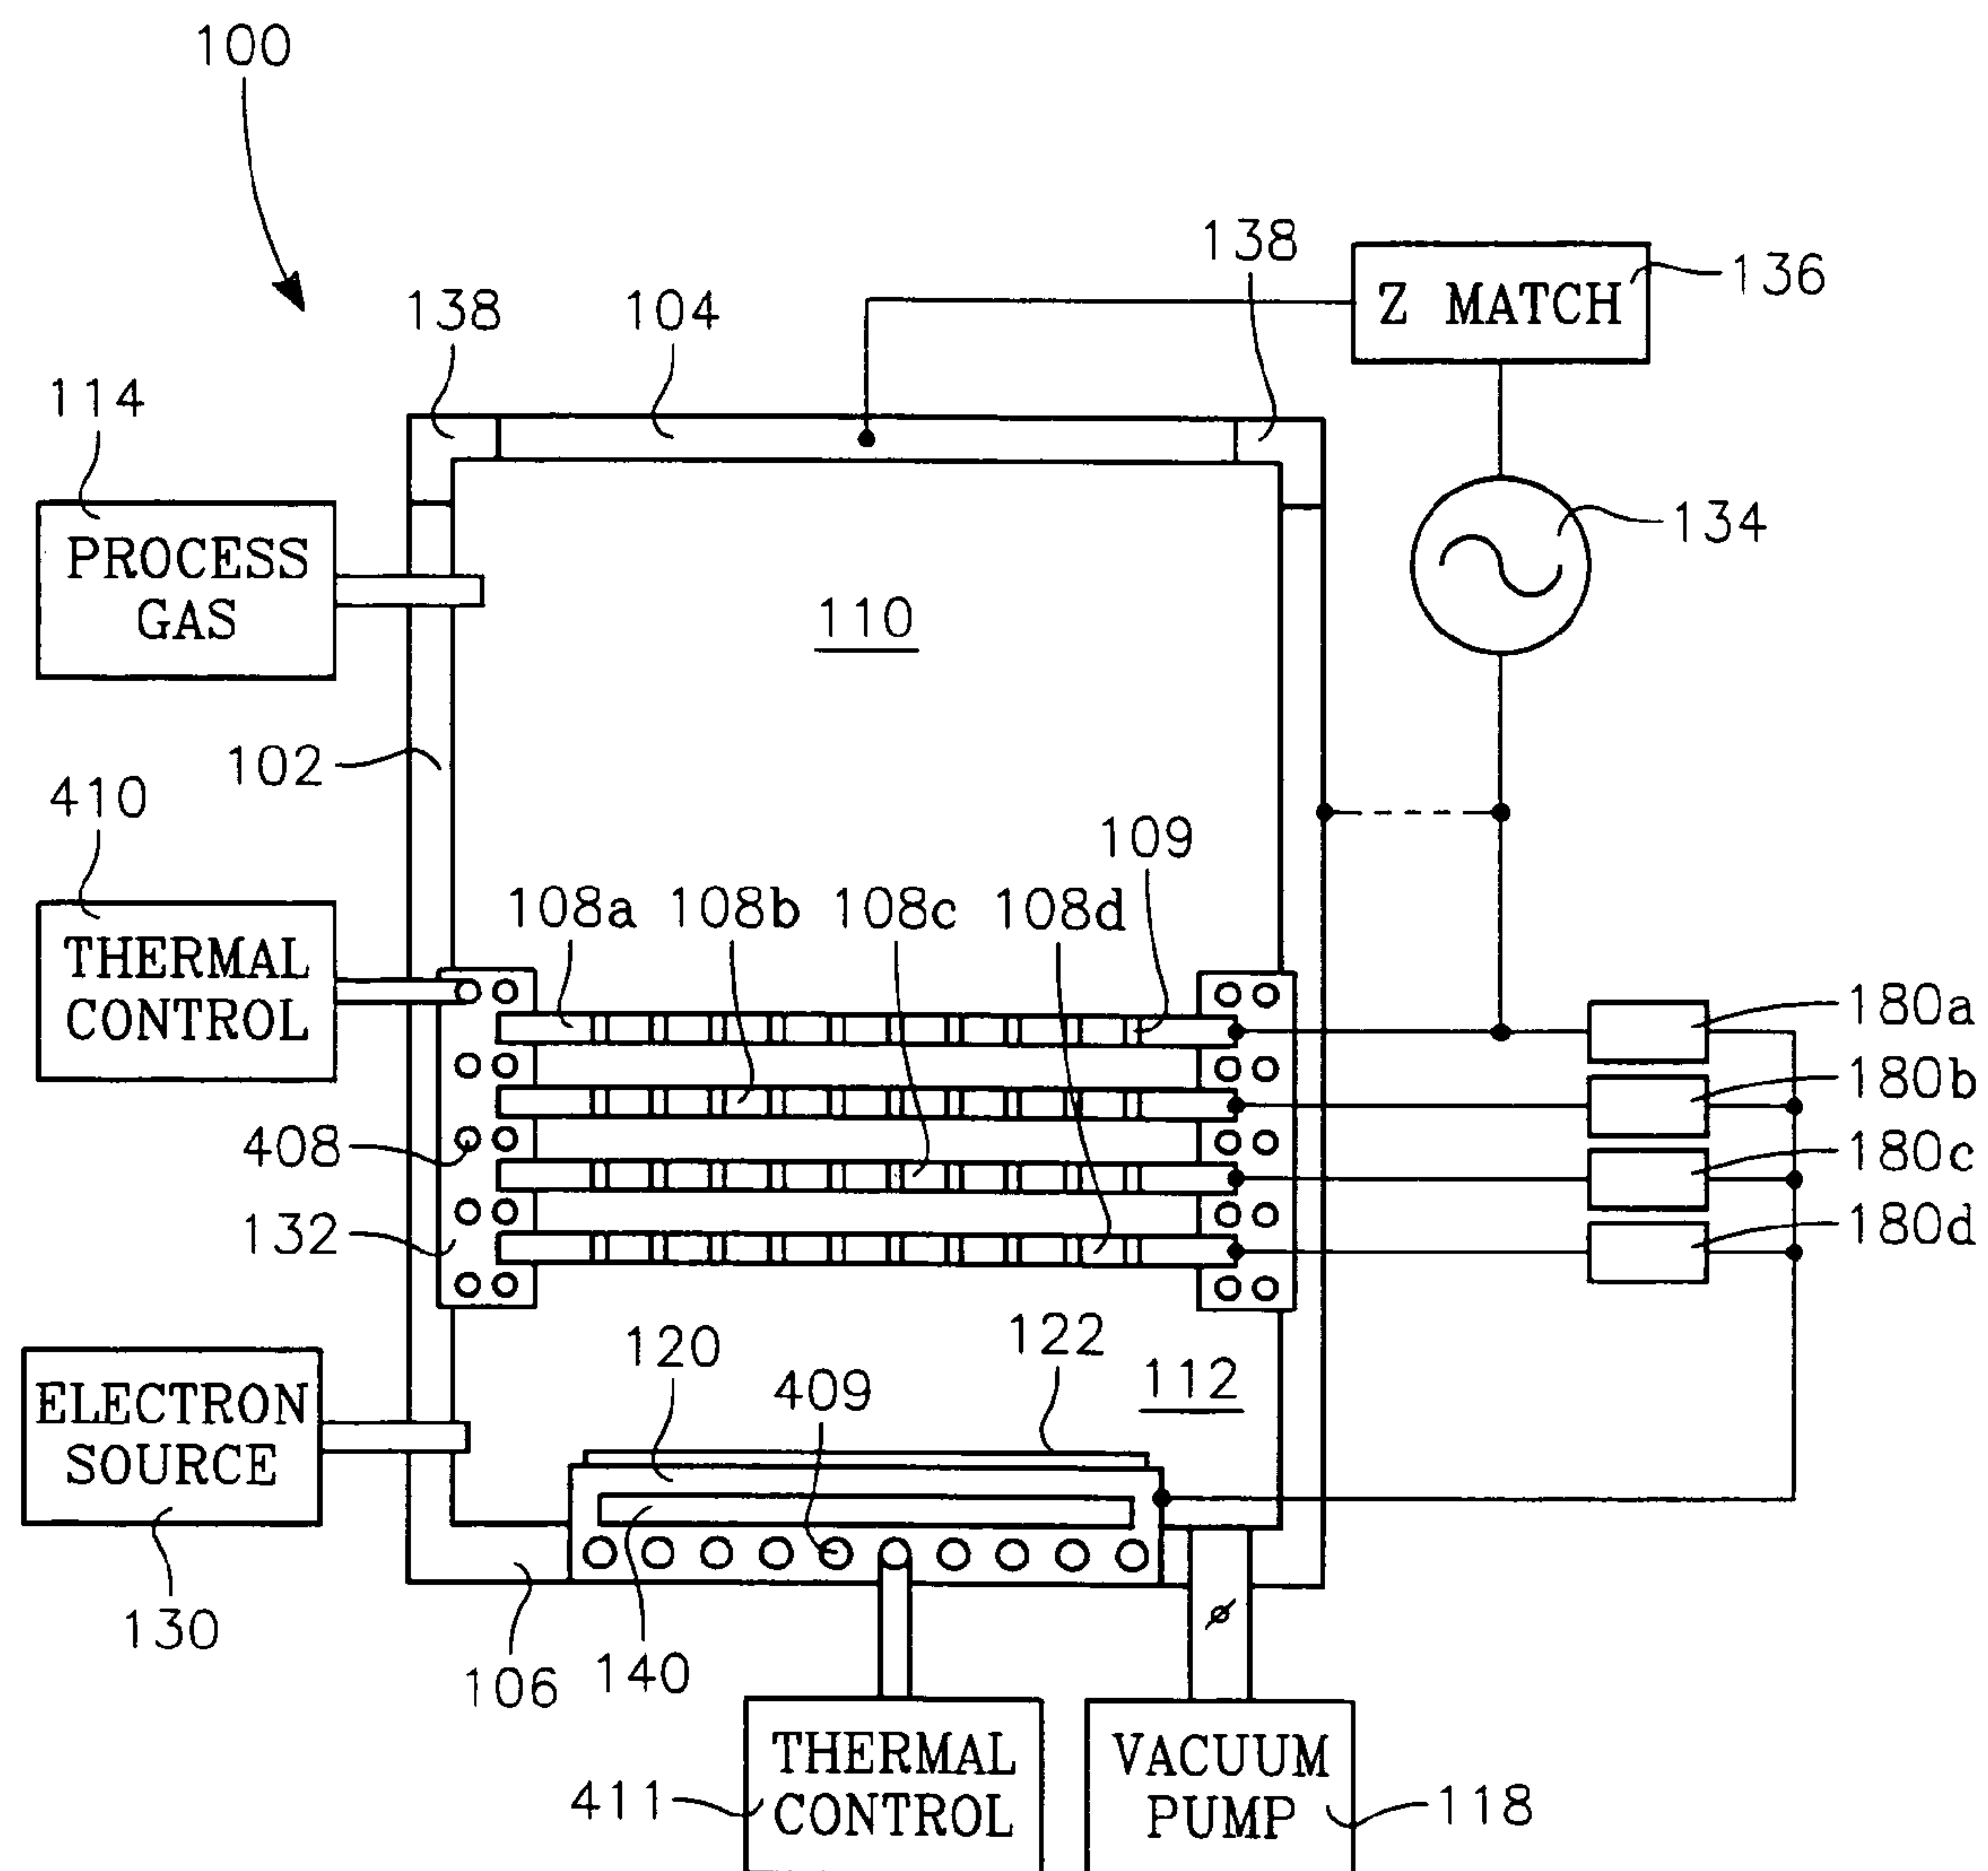 100
138
136
Z MATCH
138
104
114
134
PROCESS
GAS
110
102
410
109
108a 108b 108c 108d
THERMAL
CONTROL
180a
180b
408
180c
132
180d
120
122
409
112
ELECTRON
SOURCE
130
106
140
THERMAL
CONTROL
411
VACUUM
PUMP
118